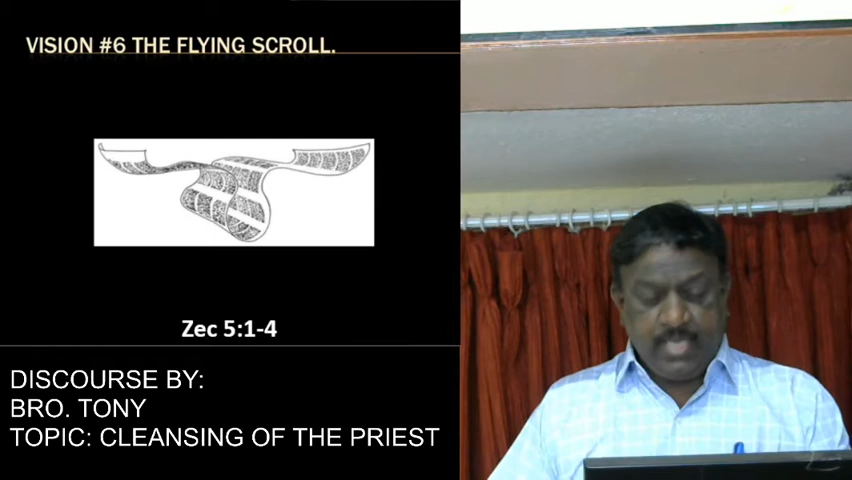 VISION #6 THE FLYING SCROLL.
Zec 5:1-4
DISCOURSE BY:
BRO. TONY
TOPIC: CLEANSING OF THE PRIEST